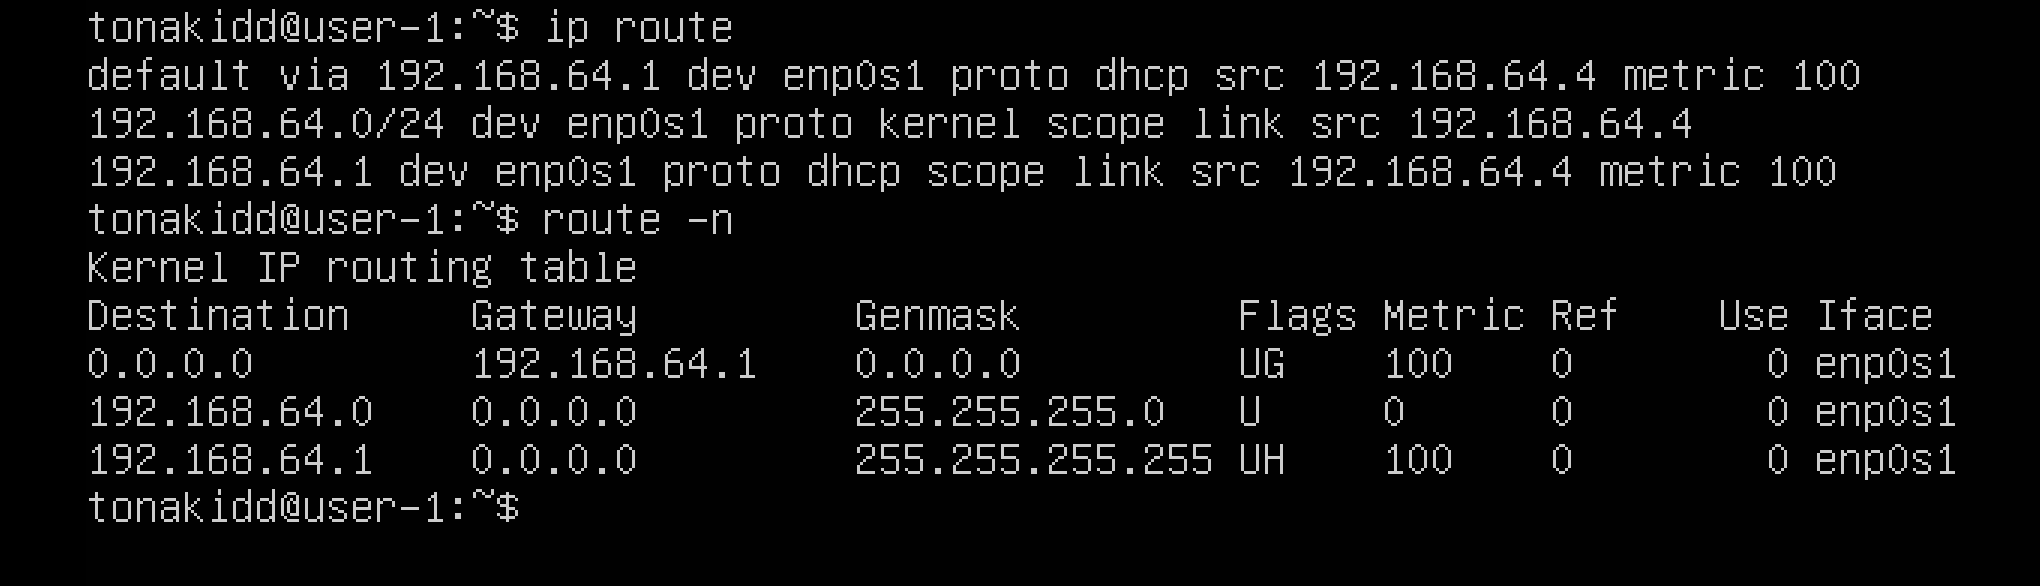 tonakidd@user-1:~$ ip route
default via 192.168.64.1 dev enp0s1 proto dhcp src 192.168.64.4 metric 100
192.168.64.0/24 dev enp0s1 proto kernel scope link src 192.168.64.4
192.168.64.1 dev enp0s1 proto dhcp scope link src 192.168.64.4 metric 100
tonakidd@user-1:~$ route -n
Kernel IP routing table
Destination     Gateway         Genmask         Flags Metric Ref    Use Iface
0.0.0.0         192.168.64.1    0.0.0.0         UG    100    0        0 enp0s1
192.168.64.0    0.0.0.0         255.255.255.0   U     0      0        0 enp0s1
192.168.64.1    0.0.0.0         255.255.255.255 UH    100    0        0 enp0s1
tonakidd@user-1:~$